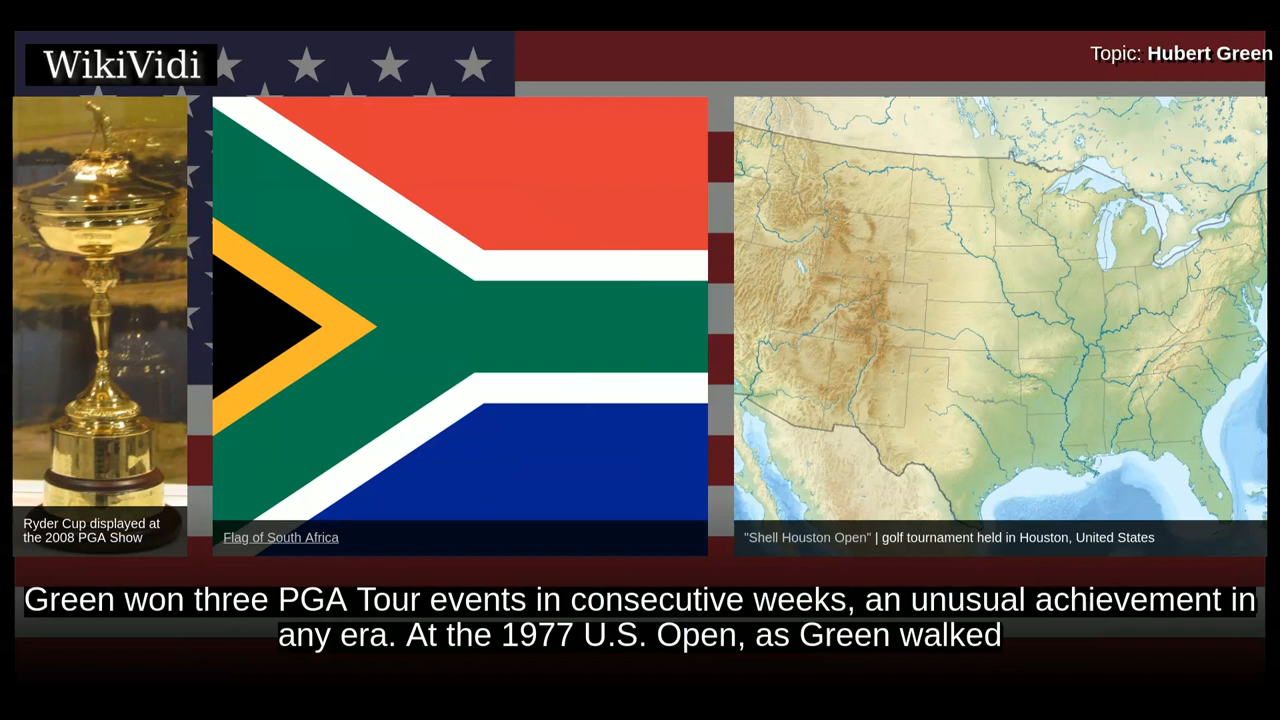 WikiVidi
Topic: Hubert Green
Ryder Cup displayed at
the 2008 PGA Show
Flag of South Africa
"Shell Houston Open" | golf tournament held in Houston, United States
Green won three PGA Tour events in consecutive weeks, an unusual achievement in
any era. At the 1977 U.S. Open, as Green walked